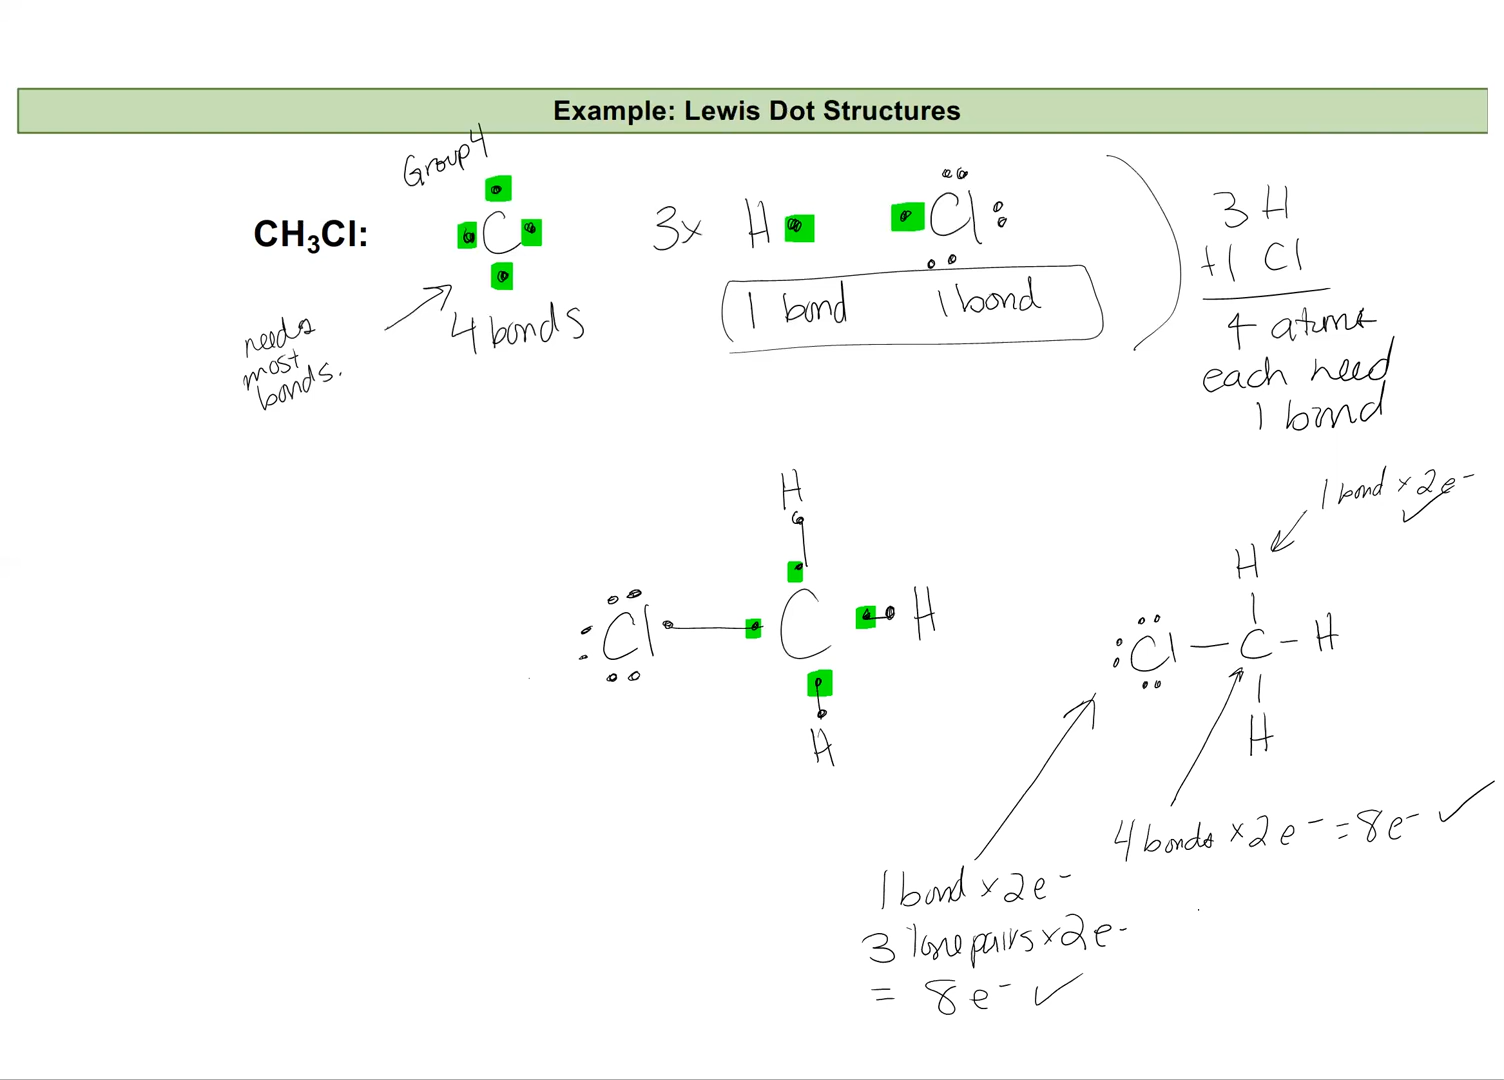 Example: Lewis Dot Structures
Group 4
CH₃Cl:
C
3x H
Cl
3 H
+1 Cl
4 atoms
each need
1 bond
4 bonds
1 bond 1 bond
needs
most
bonds.
H
Cl C H
H
1 bond × 2e⁻ ✓
H
Cl — C — H
H
4 bonds × 2e⁻ = 8e⁻ ✓
1 bond × 2e⁻
3 lone pairs × 2e⁻
= 8e⁻ ✓